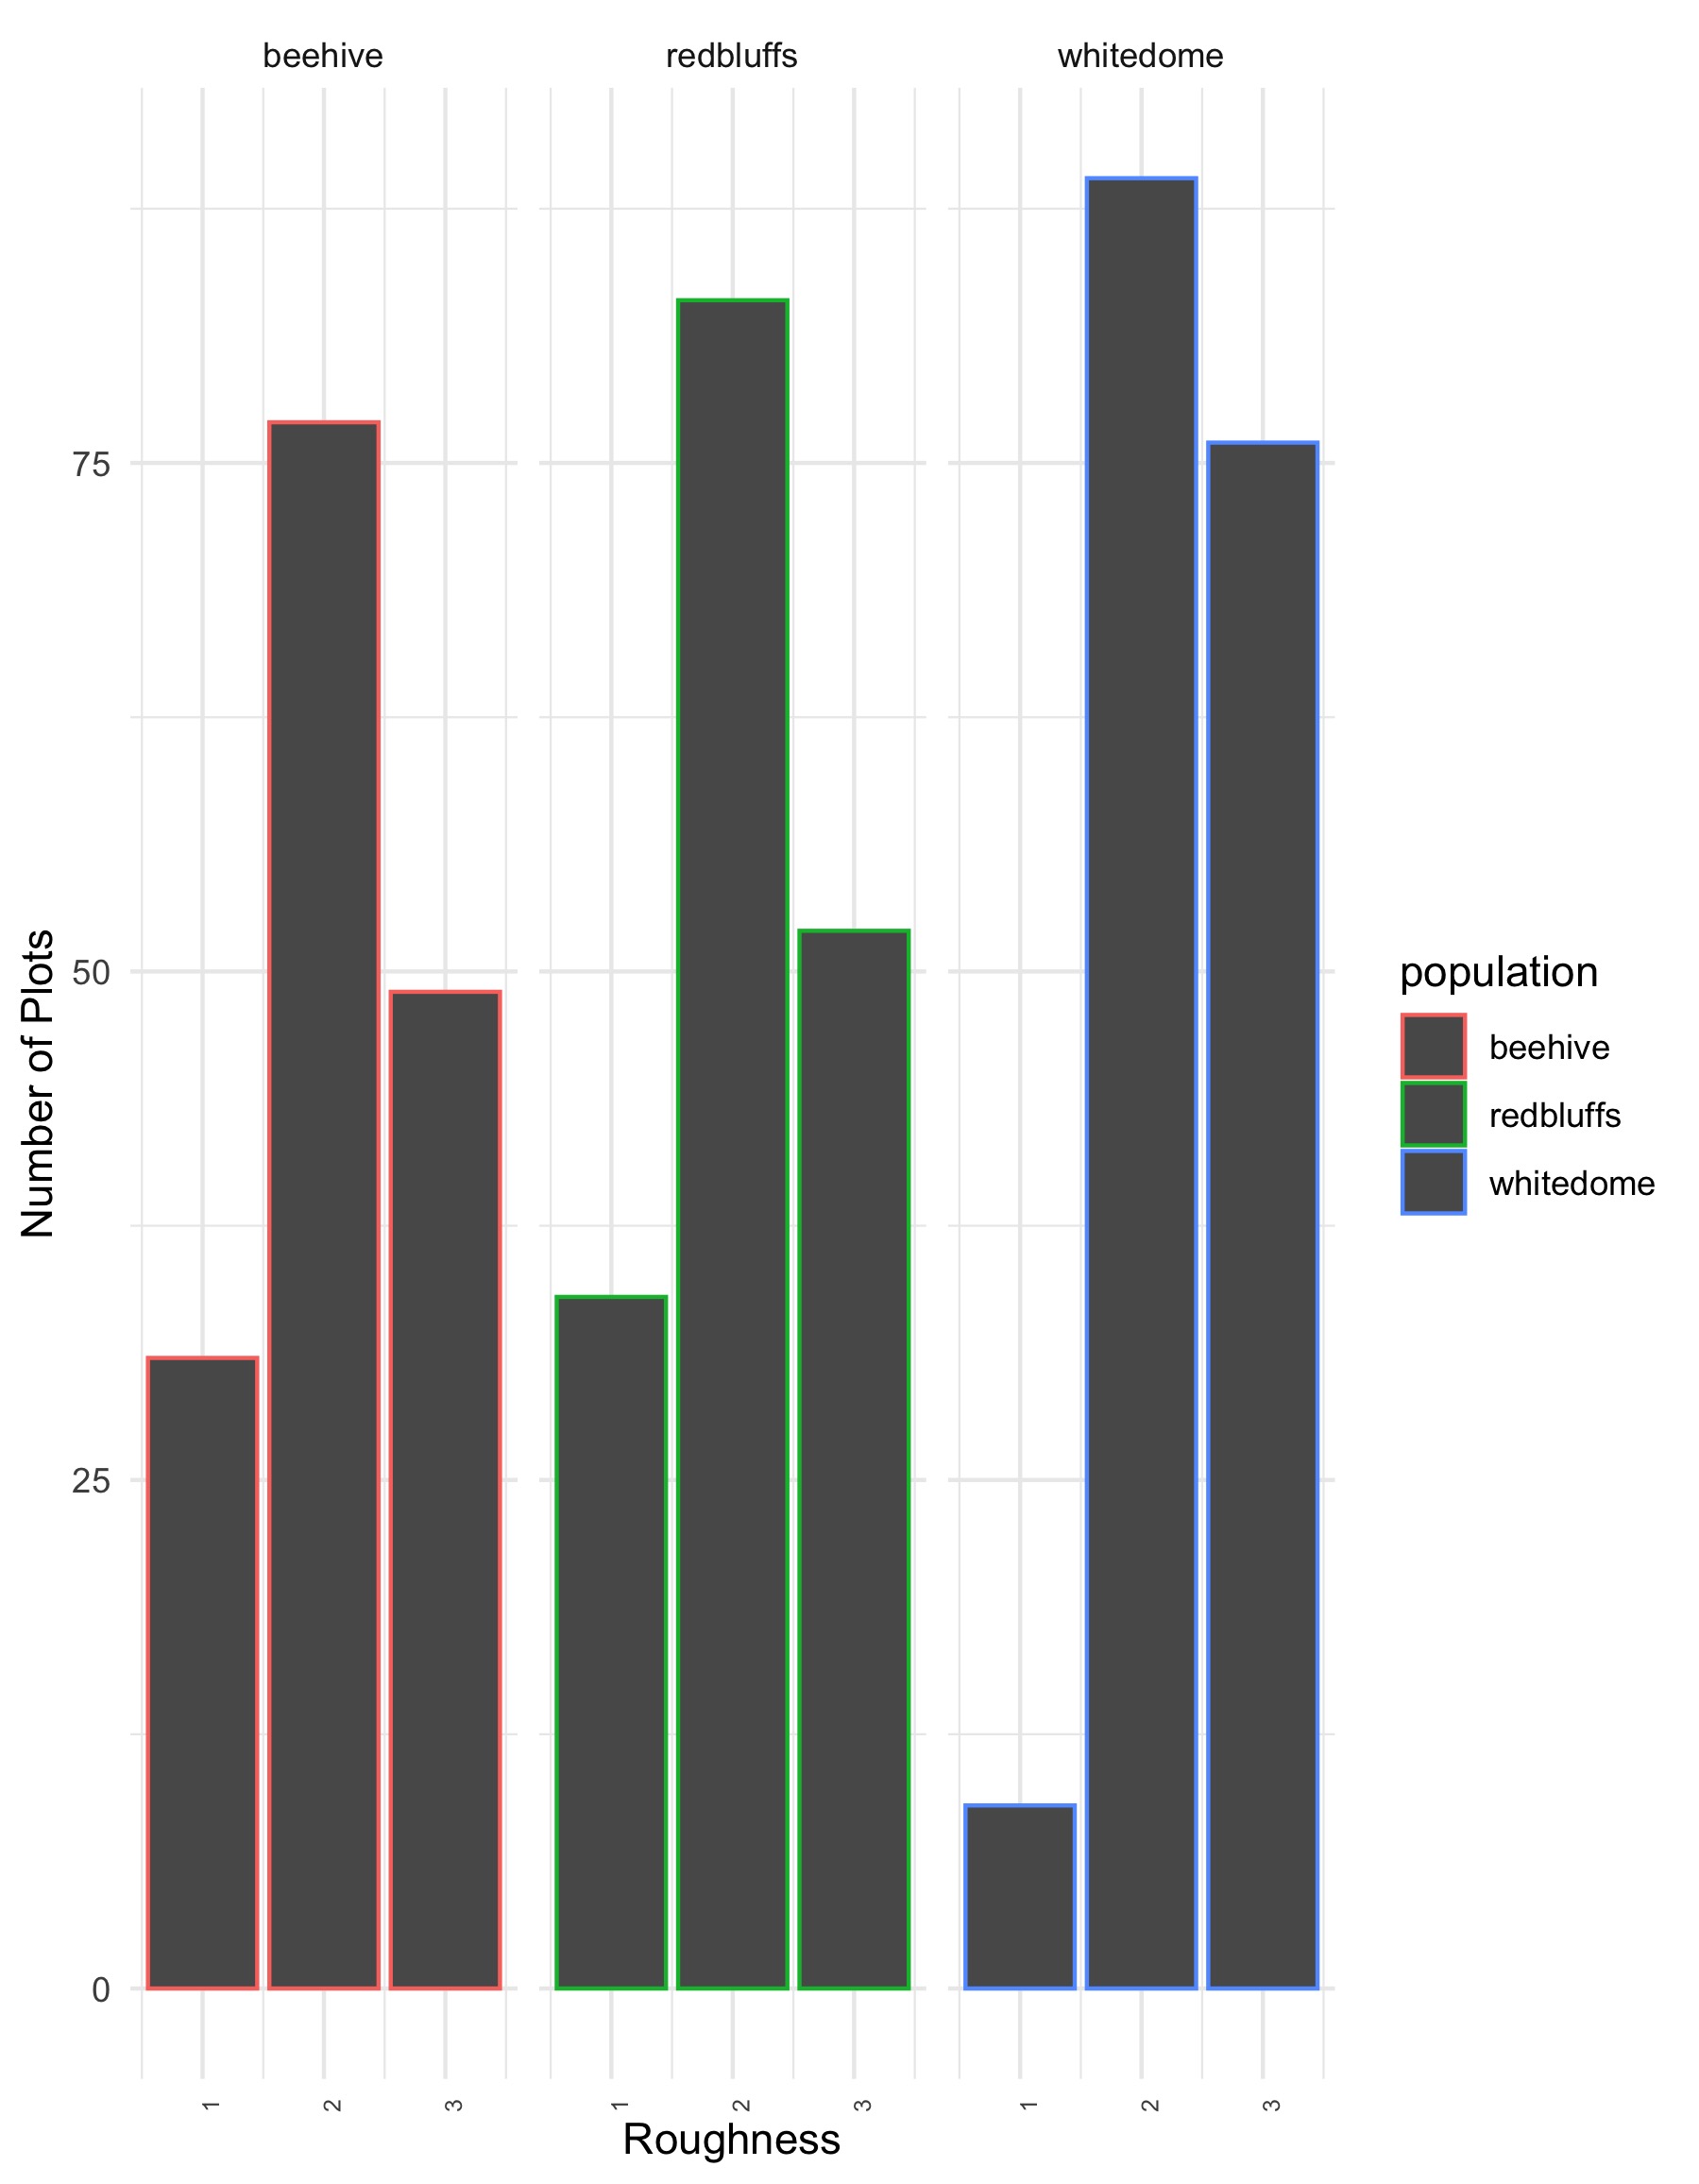 beehive redbluffs whitedome
75
50
25
0
Number of Plots
1 2 3 1 2 3 1 2 3
Roughness
population
beehive
redbluffs
whitedome